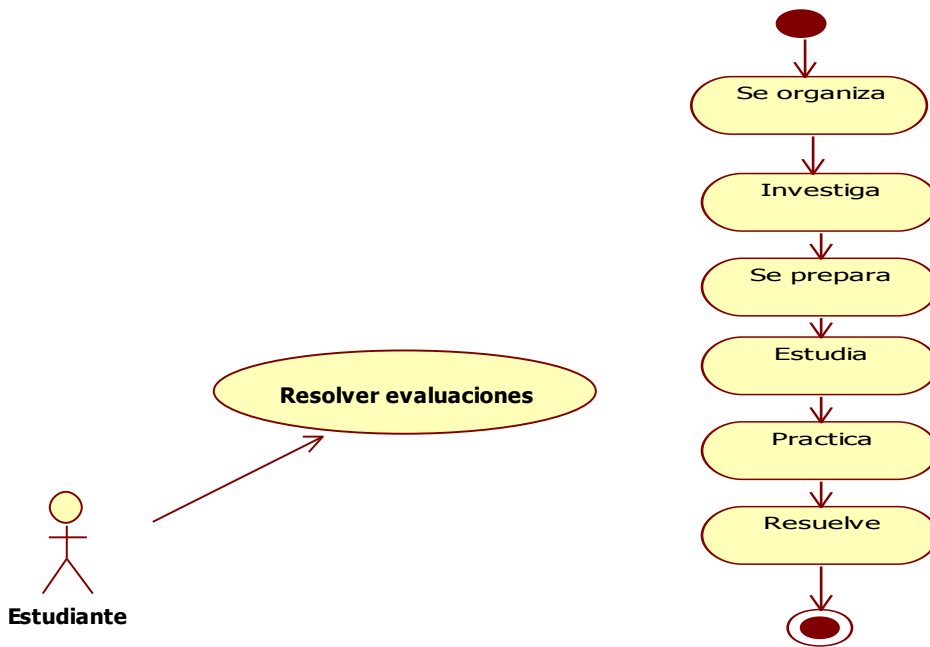 Se organiza
Investiga
Se prepara
Estudia
Resolver evaluaciones
Practica
Resuelve
Estudiante